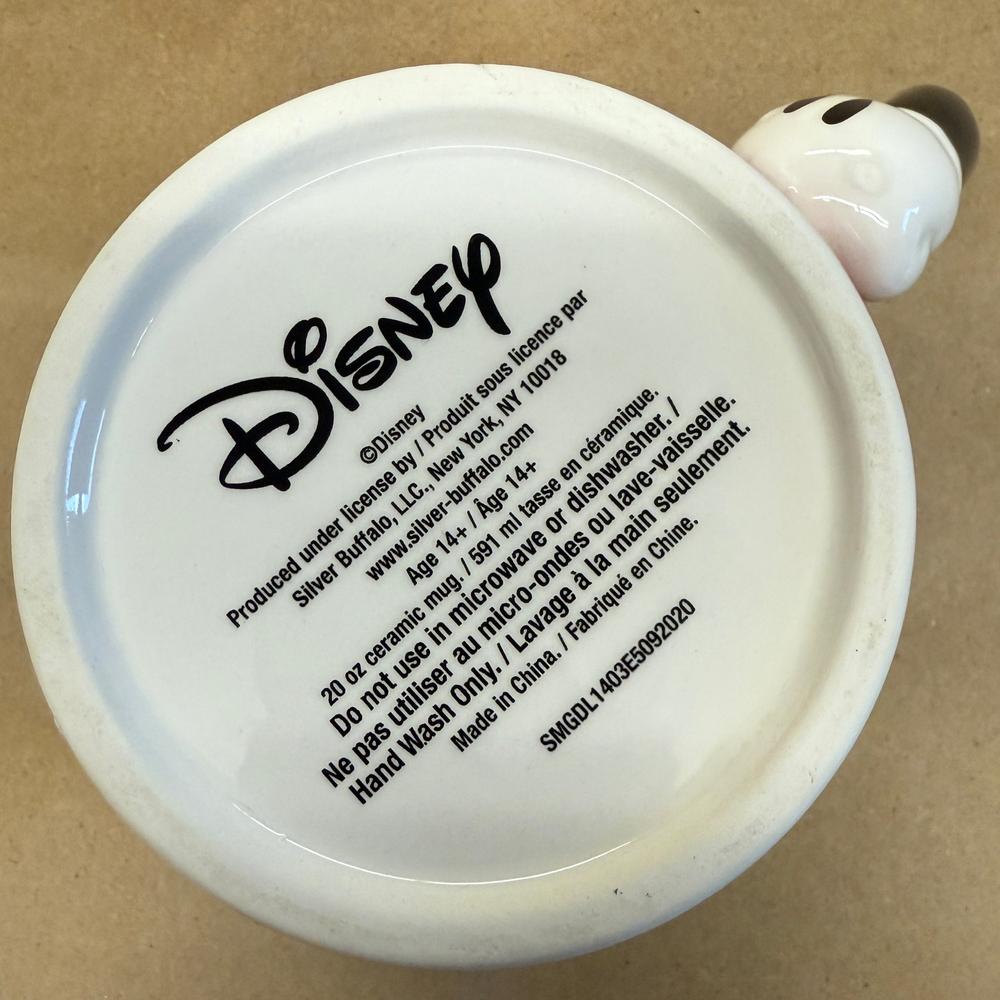 Disney
©Disney
Produced under license by / Produit sous licence par
Silver Buffalo, LLC., New York, NY 10018
www.silver-buffalo.com
Age 14+ / Âge 14+
20 oz ceramic mug. / 591 ml tasse en céramique.
Do not use in microwave or dishwasher. /
Ne pas utiliser au micro-ondes ou lave-vaisselle.
Hand Wash Only. / Lavage à la main seulement.
Made in China. / Fabriqué en Chine.
SMGDL1403E5092020